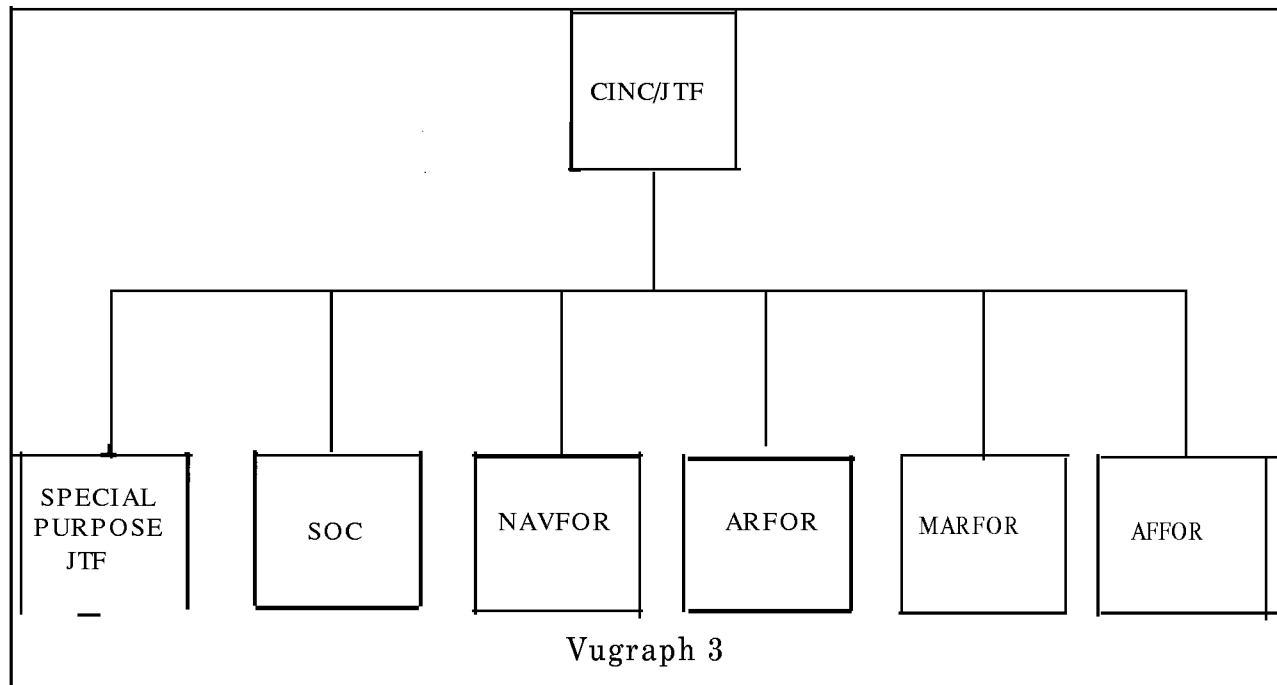 CINC/JTF
SPECIAL
PURPOSE
JTF
SOC
NAVFOR
ARFOR
MARFOR
AFFOR
Vugraph 3